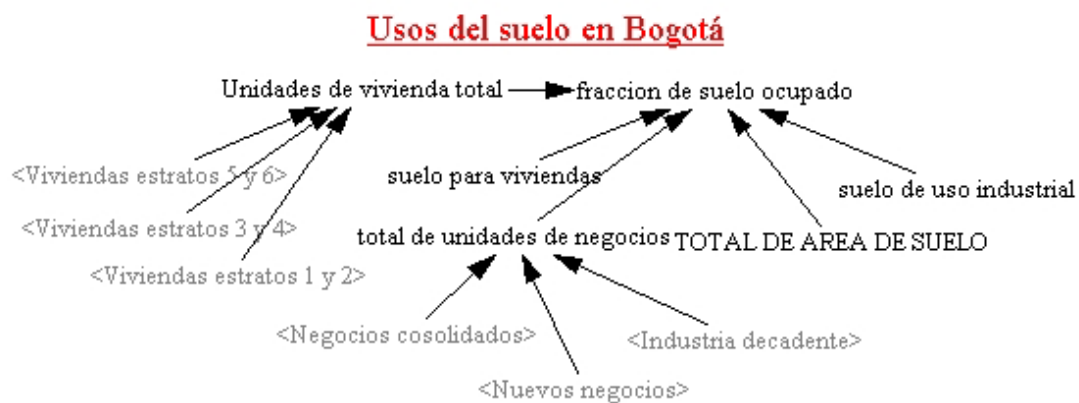 Usos del suelo en Bogotá
Unidades de vivienda total
fraccion de suelo ocupado
<Viviendas estratos 5 y 6>
suelo para viviendas
suelo de uso industrial
<Viviendas estratos 3 y 4>
total de unidades de negocios
TOTAL DE AREA DE SUELO
<Viviendas estratos 1 y 2>
<Negocios cosolidados>
<Industria decadente>
<Nuevos negocios>